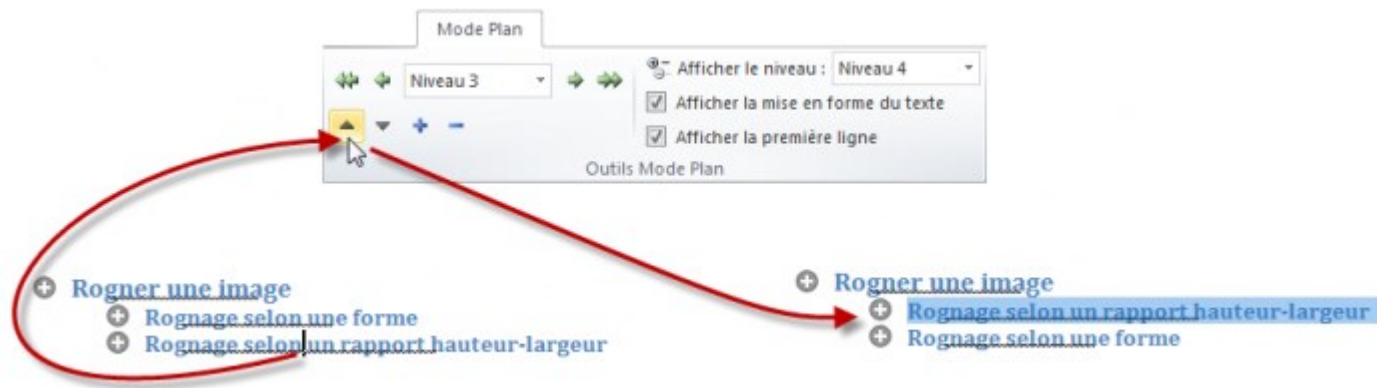 Mode Plan
Niveau 3
Afficher le niveau : Niveau 4
Afficher la mise en forme du texte
Afficher la première ligne
Outils Mode Plan
Rogner une image
Rognage selon une forme
Rognage selon un rapport hauteur-largeur
Rogner une image
Rognage selon un rapport hauteur-largeur
Rognage selon une forme